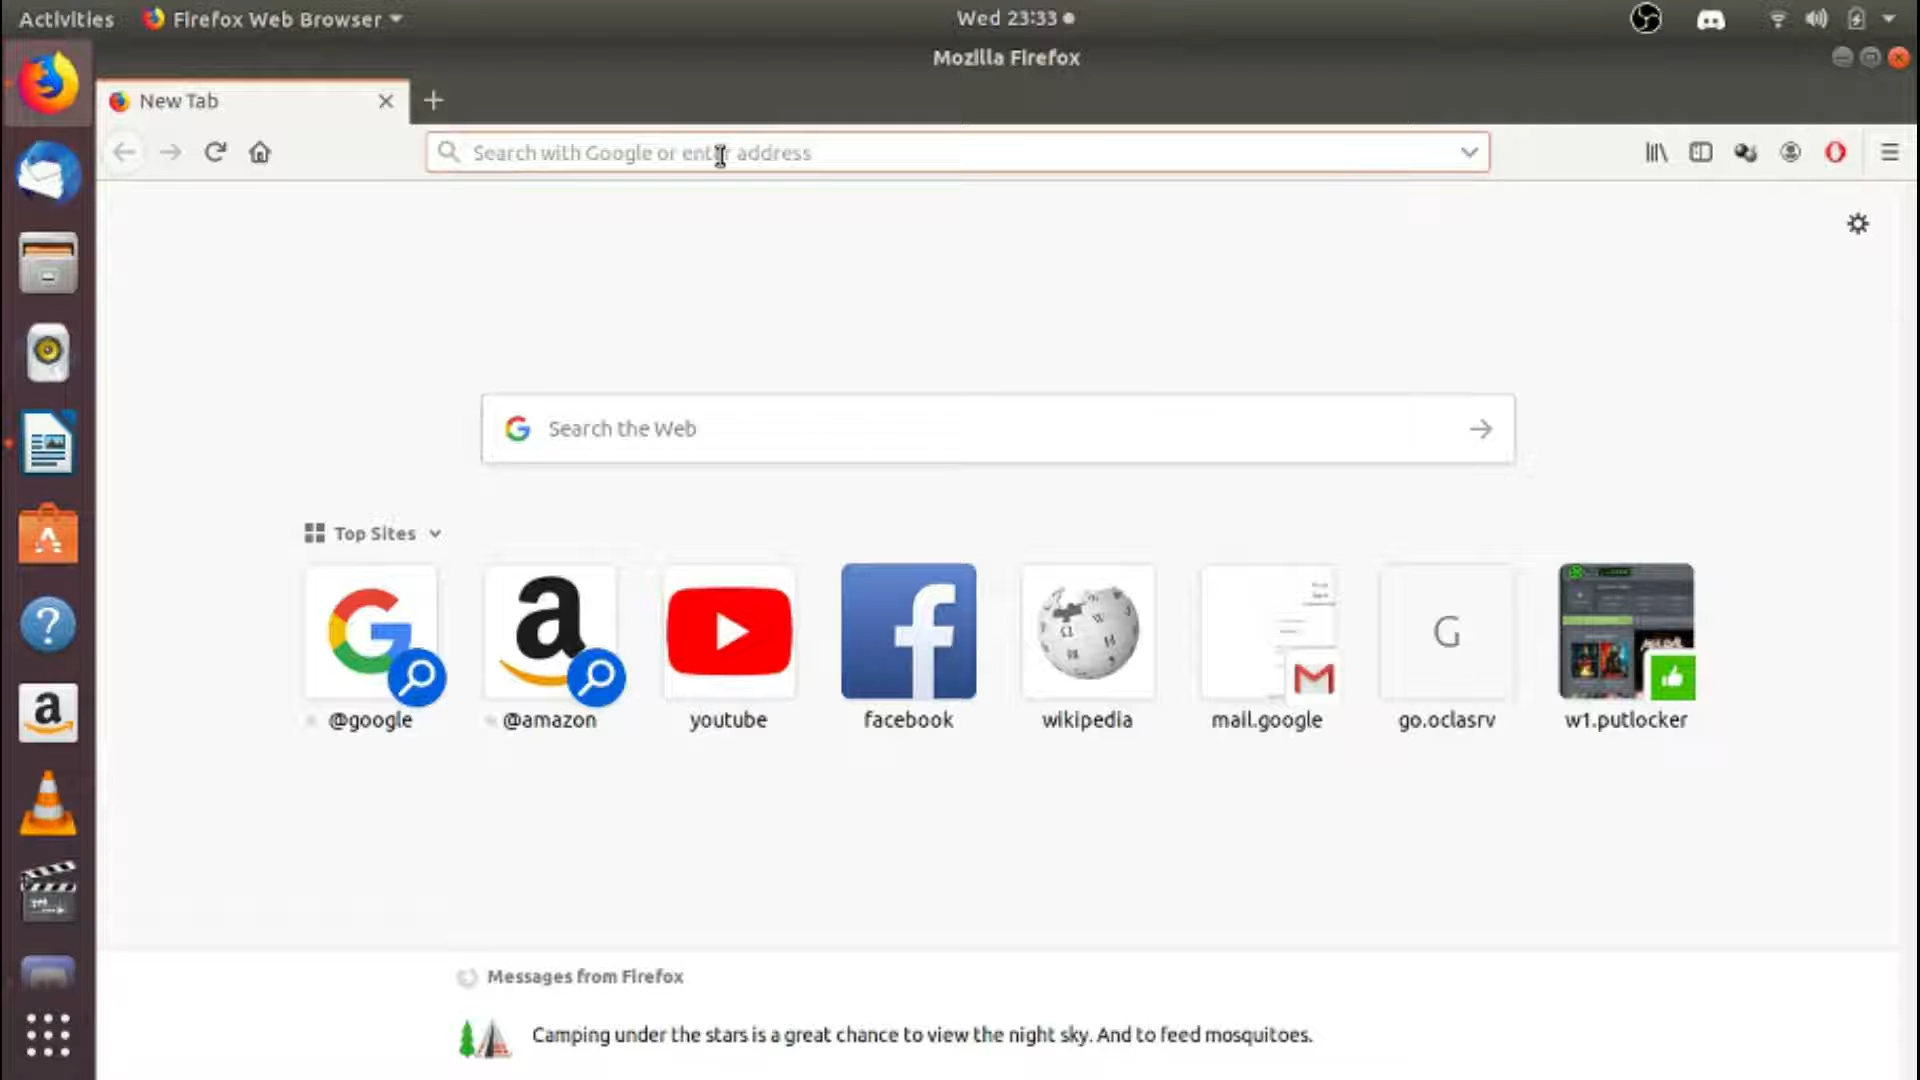 Activities Firefox Web Browser Wed 23:33
Mozilla Firefox
New Tab
Search with Google or enter address
Search the Web
Top Sites
@google @amazon youtube facebook wikipedia mail.google go.oclasrv w1.putlocker
G
Messages from Firefox
Camping under the stars is a great chance to view the night sky. And to feed mosquitoes.